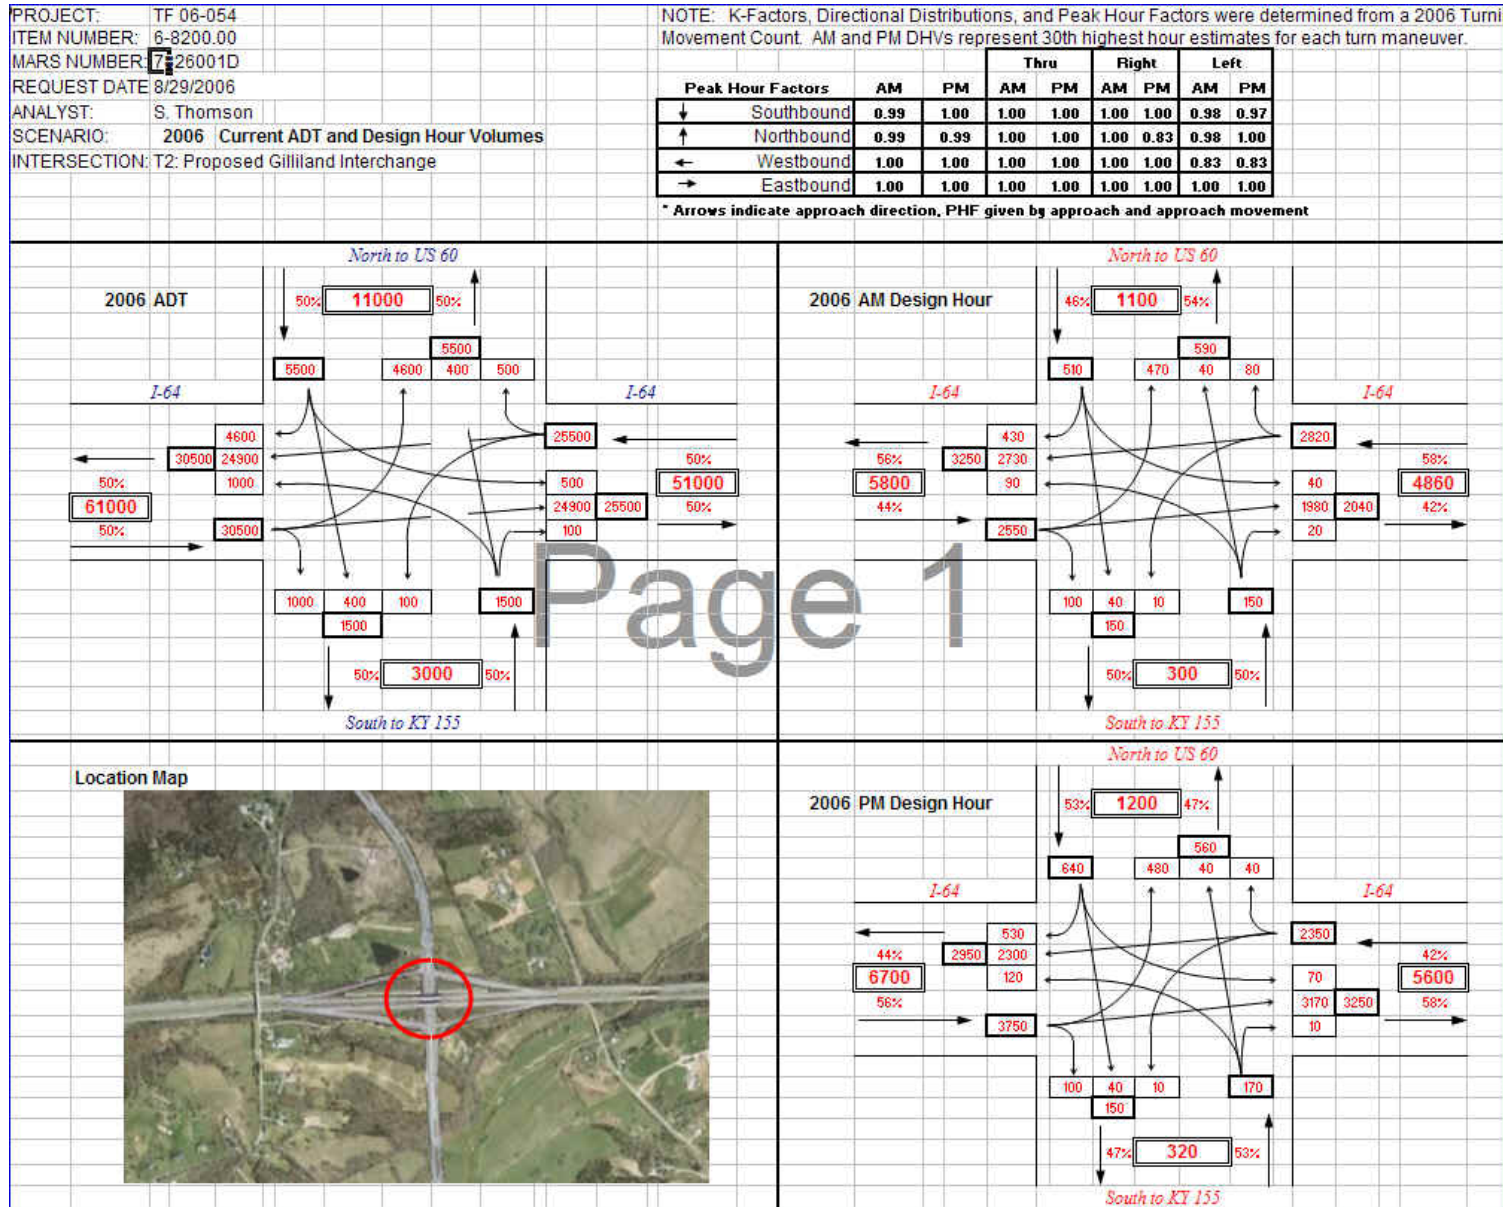 PROJECT: TF 06-054
ITEM NUMBER: 6-8200.00
MARS NUMBER: 26001D
REQUEST DATE 8/29/2006
ANALYST: S. Thomson
SCENARIO: 2006 Current ADT and Design Hour Volumes
INTERSECTION: T2: Proposed Gilliland Interchange
NOTE: K-Factors, Directional Distributions, and Peak Hour Factors were determined from a 2006 Turni
Movement Count. AM and PM DHVs represent 30th highest hour estimates for each turn maneuver.
Thru Right Left
Peak Hour Factors AM PM AM PM AM PM AM PM
↓ Southbound 0.99 1.00 1.00 1.00 1.00 1.00 0.98 0.97
↑ Northbound 0.99 0.99 1.00 1.00 1.00 0.83 0.98 1.00
← Westbound 1.00 1.00 1.00 1.00 1.00 1.00 0.83 0.83
→ Eastbound 1.00 1.00 1.00 1.00 1.00 1.00 1.00 1.00
* Arrows indicate approach direction, PHF given by approach and approach movement
North to US 60
2006 ADT
50% 11000 50%
5500
5500 4600 400 500
I-64 I-64
4600 25500
30500 24900 50%
50% 1000 500 51000
61000 24900 25500 50%
50% 30500 100
1000 400 100 1500
1500
50% 3000 50%
South to KY 155
North to US 60
2006 AM Design Hour
46% 1100 54%
590
510 470 40 80
I-64 I-64
430 2820
56% 3250 2730 58%
5800 90 40 4860
44% 1980 2040 42%
2550 20
100 40 10 150
150
50% 300 50%
South to KY 155
Page 1
Location Map
North to US 60
2006 PM Design Hour
53% 1200 47%
560
640 480 40 40
I-64 I-64
530 2350
44% 2950 2300 42%
6700 120 70 5600
56% 3170 3250 58%
3750 10
100 40 10 170
150
47% 320 53%
South to KY 155